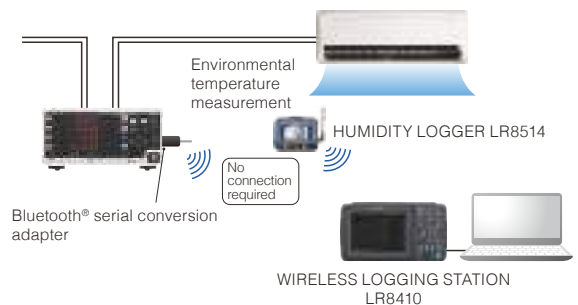 Environmental
temperature
measurement
HUMIDITY LOGGER LR8514
No
connection
required
Bluetooth® serial conversion
adapter
WIRELESS LOGGING STATION
LR8410